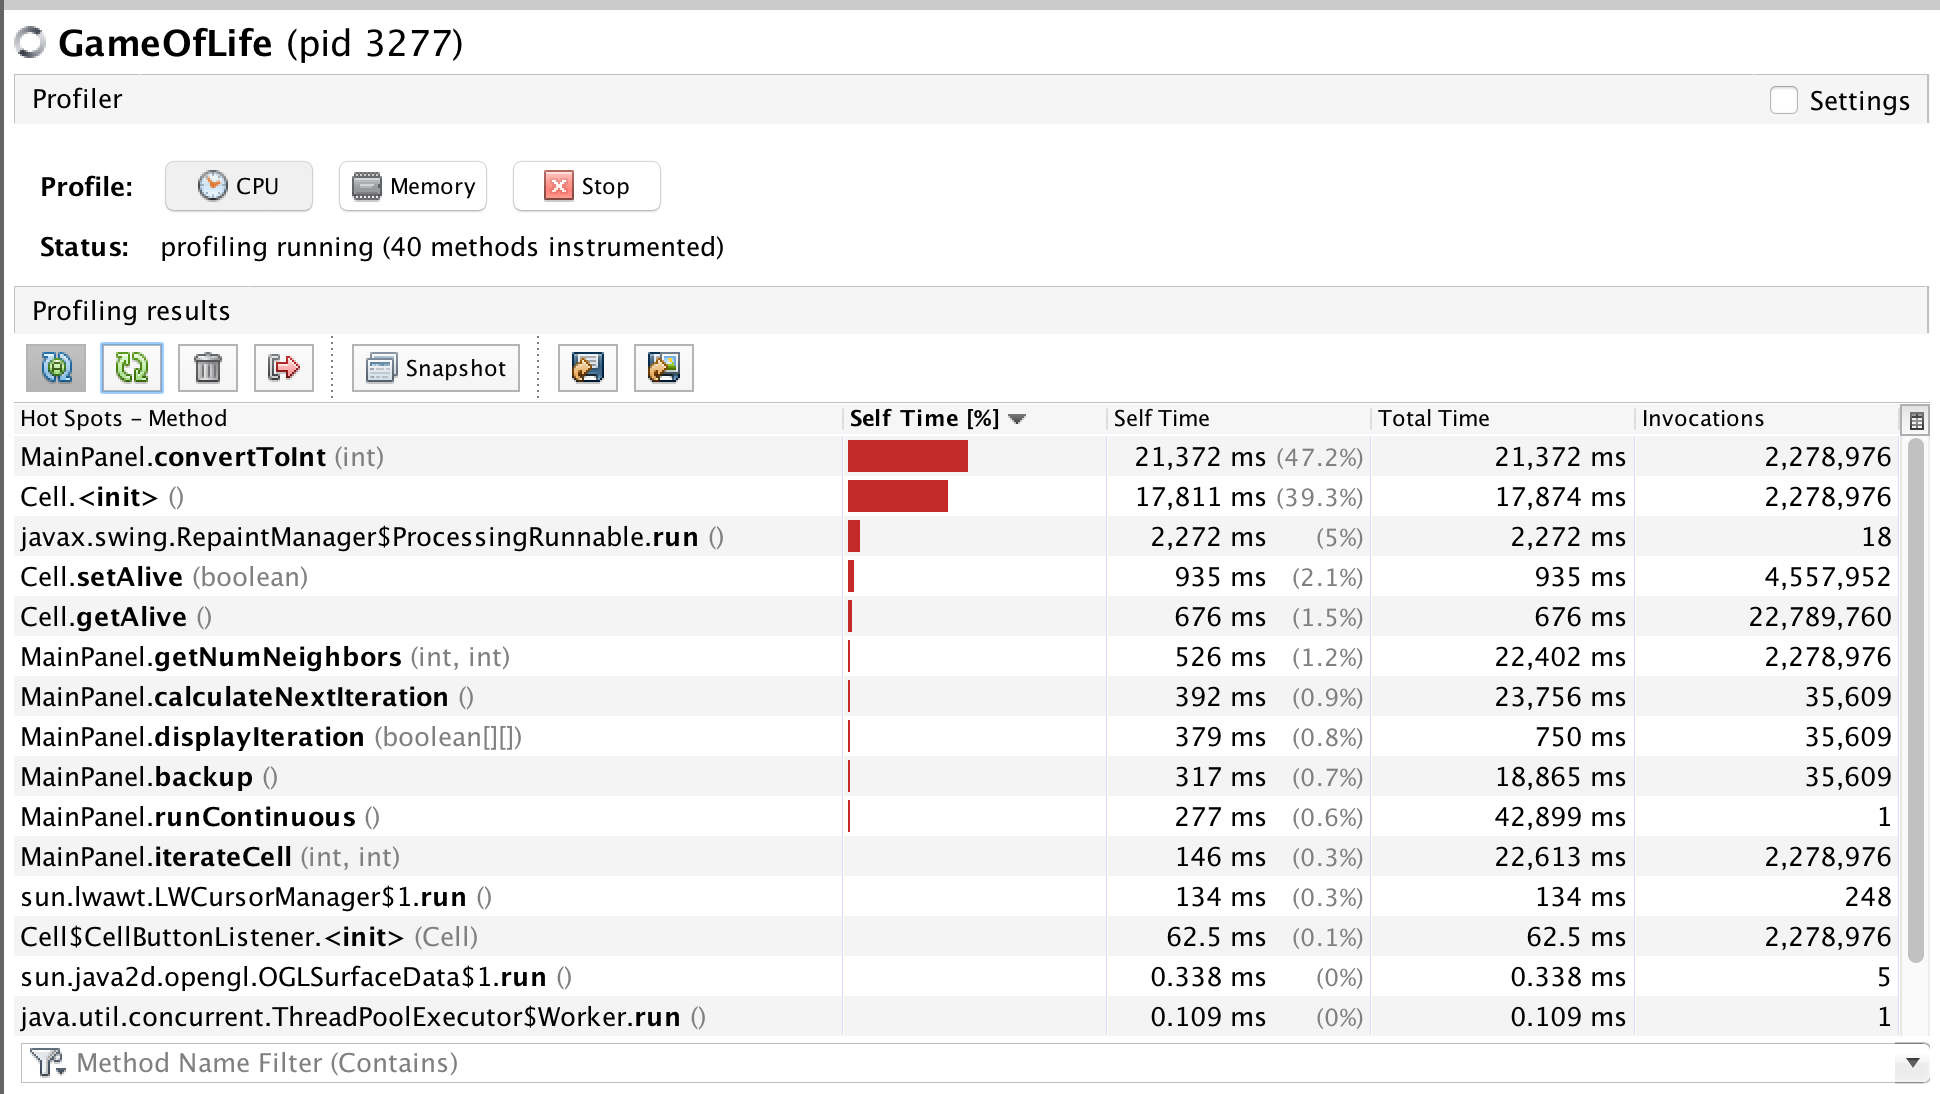 GameOfLife (pid 3277)
Profiler Settings
Profile: CPU Memory Stop
Status: profiling running (40 methods instrumented)
Profiling results
Snapshot
Hot Spots – Method Self Time [%] Self Time Total Time Invocations
MainPanel.convertToInt (int) 21,372 ms (47.2%) 21,372 ms 2,278,976
Cell.<init> () 17,811 ms (39.3%) 17,874 ms 2,278,976
javax.swing.RepaintManager$ProcessingRunnable.run () 2,272 ms (5%) 2,272 ms 18
Cell.setAlive (boolean) 935 ms (2.1%) 935 ms 4,557,952
Cell.getAlive () 676 ms (1.5%) 676 ms 22,789,760
MainPanel.getNumNeighbors (int, int) 526 ms (1.2%) 22,402 ms 2,278,976
MainPanel.calculateNextIteration () 392 ms (0.9%) 23,756 ms 35,609
MainPanel.displayIteration (boolean[][]) 379 ms (0.8%) 750 ms 35,609
MainPanel.backup () 317 ms (0.7%) 18,865 ms 35,609
MainPanel.runContinuous () 277 ms (0.6%) 42,899 ms 1
MainPanel.iterateCell (int, int) 146 ms (0.3%) 22,613 ms 2,278,976
sun.lwawt.LWCursorManager$1.run () 134 ms (0.3%) 134 ms 248
Cell$CellButtonListener.<init> (Cell) 62.5 ms (0.1%) 62.5 ms 2,278,976
sun.java2d.opengl.OGLSurfaceData$1.run () 0.338 ms (0%) 0.338 ms 5
java.util.concurrent.ThreadPoolExecutor$Worker.run () 0.109 ms (0%) 0.109 ms 1
Method Name Filter (Contains)